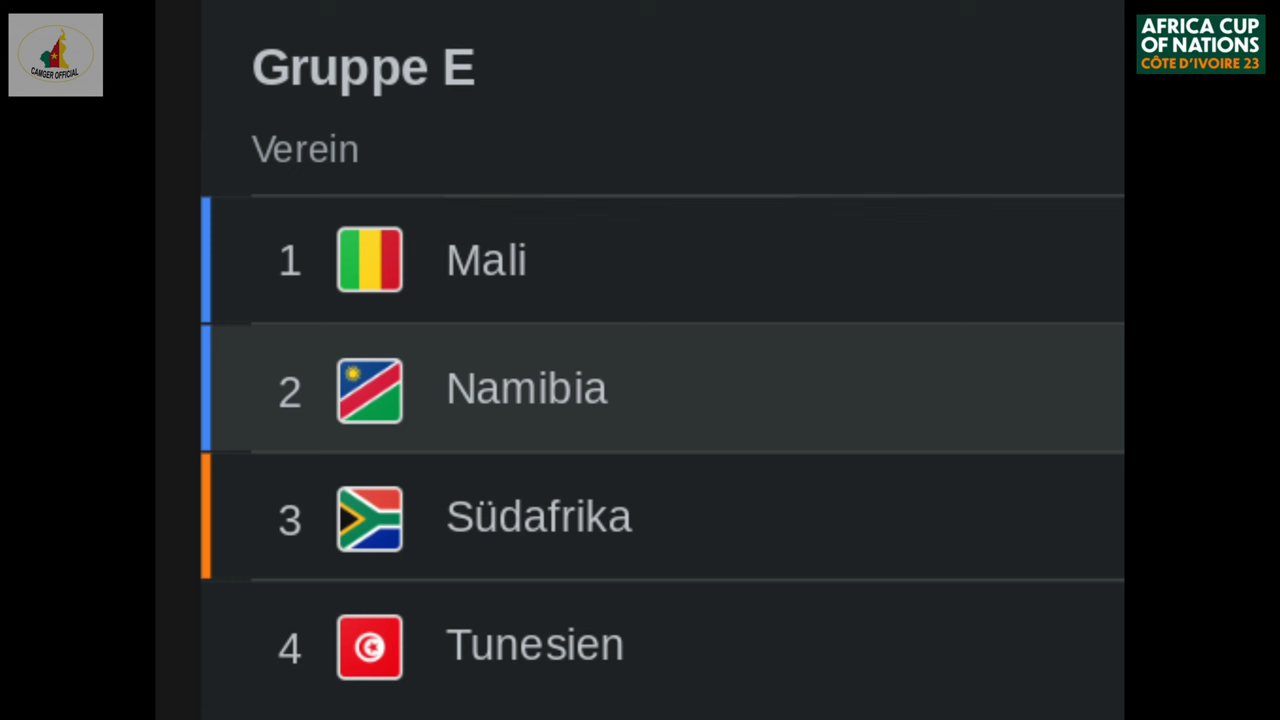 CAMGER OFFICIAL
AFRICA CUP
OF NATIONS
CÔTE D'IVOIRE 23
Gruppe E
Verein
1 Mali
2 Namibia
3 Südafrika
4 Tunesien